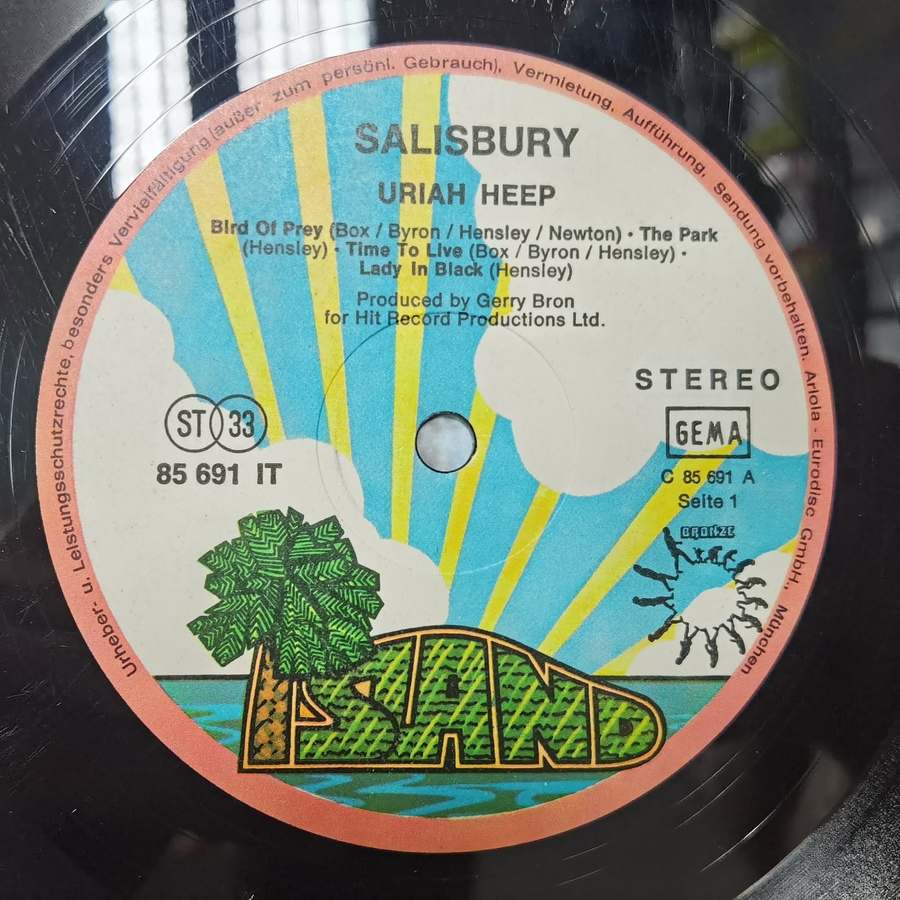 Urheber- u. Leistungsschutzrechte, besonders Vervielfältigung (außer zum persönl. Gebrauch), Vermietung, Aufführung, Sendung vorbehalten. Ariola - Eurodisc GmbH., München
SALISBURY
URIAH HEEP
Bird Of Prey (Box / Byron / Hensley / Newton) · The Park
(Hensley) · Time To Live (Box / Byron / Hensley) ·
Lady In Black (Hensley)
Produced by Gerry Bron
for Hit Record Productions Ltd.
STEREO
ST 33
85 691 IT
GEMA
C 85 691 A
Seite 1
BRONZE
ISLAND